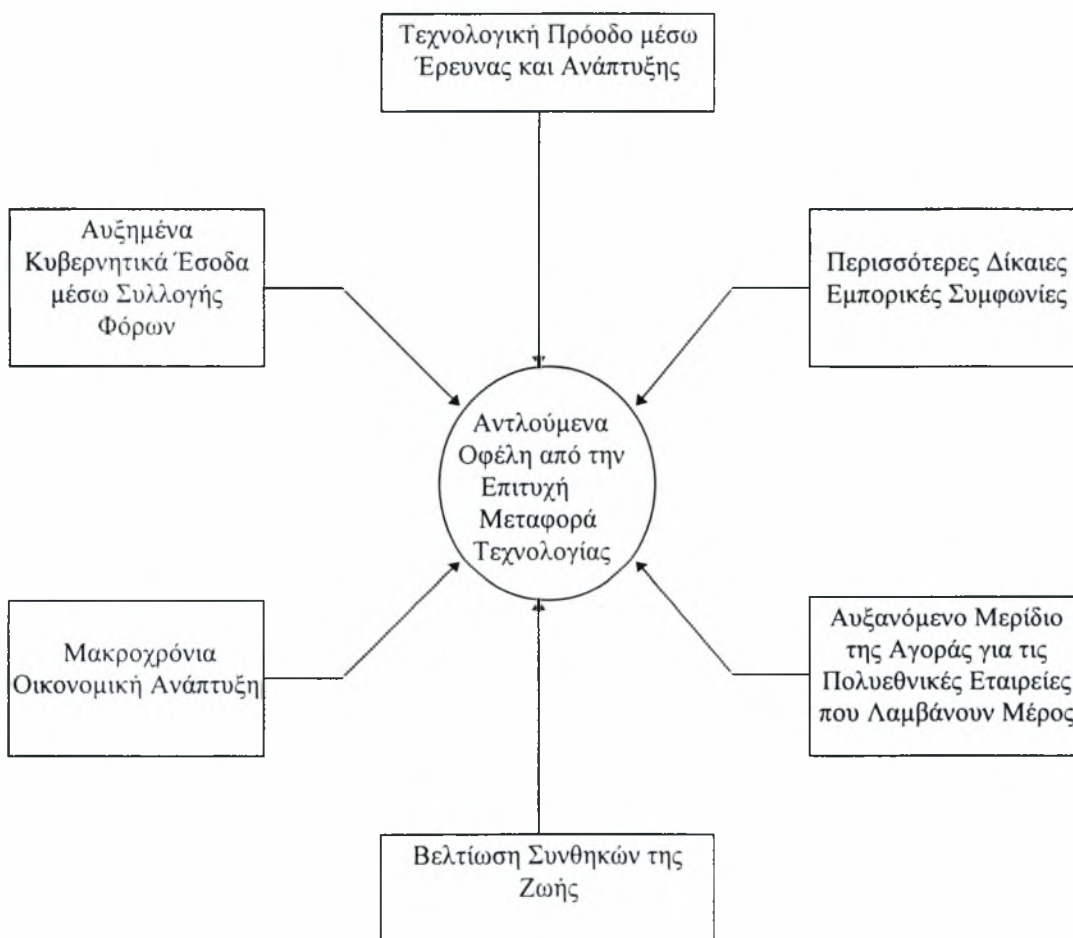 Τεχνολογική Πρόοδο μέσω
Έρευνας και Ανάπτυξης
Αυξημένα
Κυβερνητικά Έσοδα
μέσω Συλλογής
Φόρων
Περισσότερες Δίκαιες
Εμπορικές Συμφωνίες
Αντλούμενα
Οφέλη από την
Επιτυχή
Μεταφορά
Τεχνολογίας
Μακροχρόνια
Οικονομική Ανάπτυξη
Αυξανόμενο Μερίδιο
της Αγοράς για τις
Πολυεθνικές Εταιρείες
που Λαμβάνουν Μέρος
Βελτίωση Συνθηκών της
Ζωής